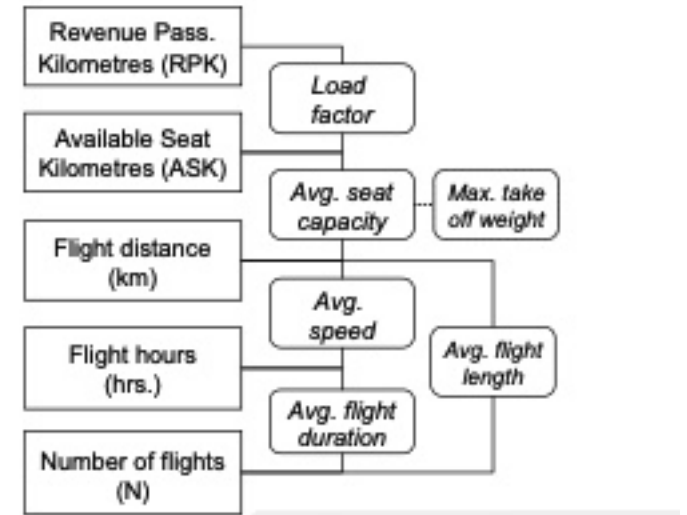 Revenue Pass.
Kilometres (RPK)
Load
factor
Available Seat
Kilometres (ASK)
Avg. seat
capacity
Max. take
off weight
Flight distance
(km)
Avg.
speed
Flight hours
(hrs.)
Avg. flight
length
Avg. flight
duration
Number of flights
(N)